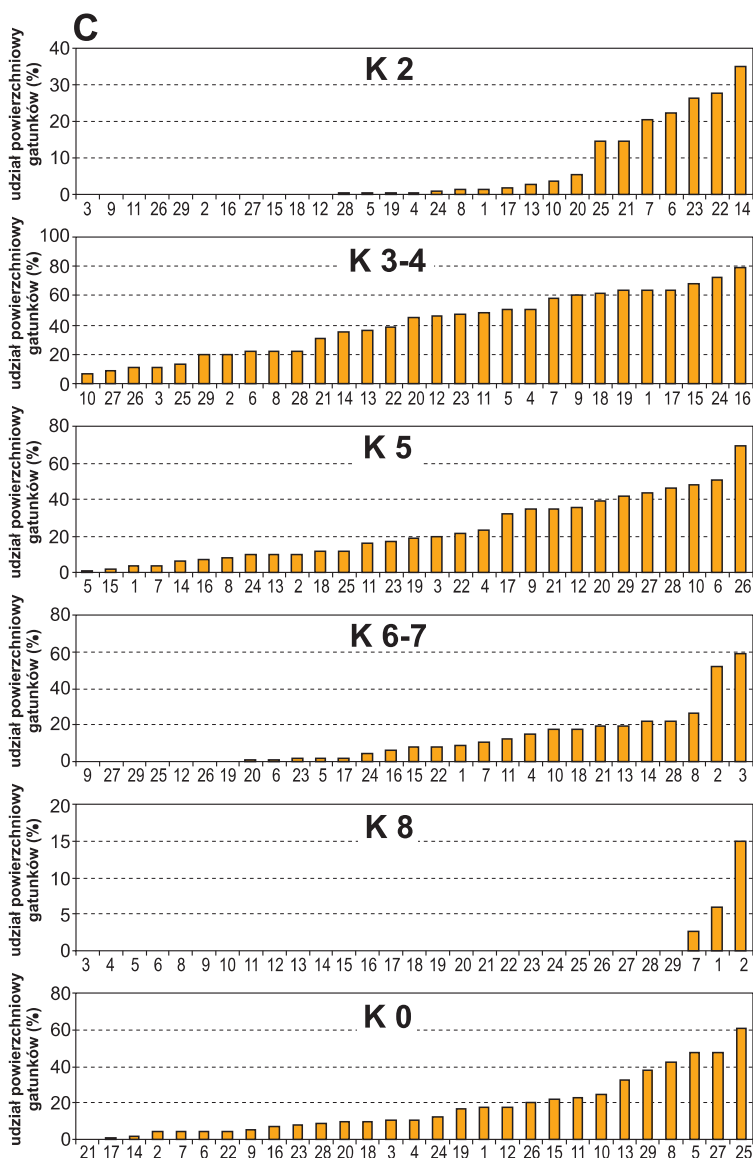 C
K 2
udział powierzchniowy
gatunków (%)
40
30
20
10
0
3 9 11 26 29 2 16 27 15 18 12 28 5 19 4 24 8 1 17 13 10 20 25 21 7 6 23 22 14
K 3-4
udział powierzchniowy
gatunków (%)
100
80
60
40
20
0
10 27 26 3 25 29 2 6 8 28 21 14 13 22 20 12 23 11 5 4 7 9 18 19 1 17 15 24 16
K 5
udział powierzchniowy
gatunków (%)
80
60
40
20
0
5 15 1 7 14 16 8 24 13 2 18 25 11 23 19 3 22 4 17 9 21 12 20 29 27 28 10 6 26
K 6-7
udział powierzchniowy
gatunków (%)
80
60
40
20
0
9 27 29 25 12 26 19 20 6 23 5 17 24 16 15 22 1 7 11 4 10 18 21 13 14 28 8 2 3
K 8
udział powierzchniowy
gatunków (%)
20
15
10
5
0
3 4 5 6 8 9 10 11 12 13 14 15 16 17 18 19 20 21 22 23 24 25 26 27 28 29 7 1 2
K 0
udział powierzchniowy
gatunków (%)
80
60
40
20
0
21 17 14 2 7 6 22 9 16 23 28 20 18 3 4 24 19 1 12 26 15 11 10 13 29 8 5 27 25